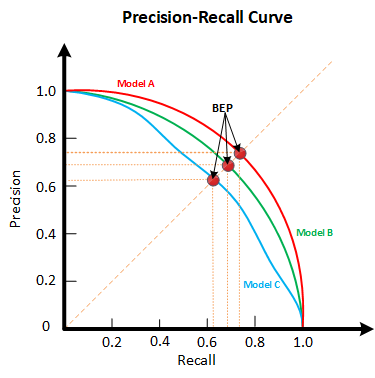 Precision-Recall Curve
Model A
BEP
1.0
0.8
0.6
0.4
0.2
0
Precision
Model B
Model C
0.2
0.4
0.6
0.8
1.0
Recall